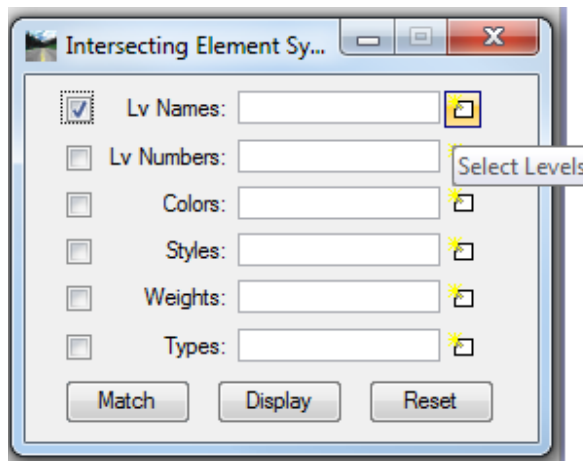 Intersecting Element Sy...
Lv Names:
Lv Numbers:
Select Levels
Colors:
Styles:
Weights:
Types:
Match Display Reset